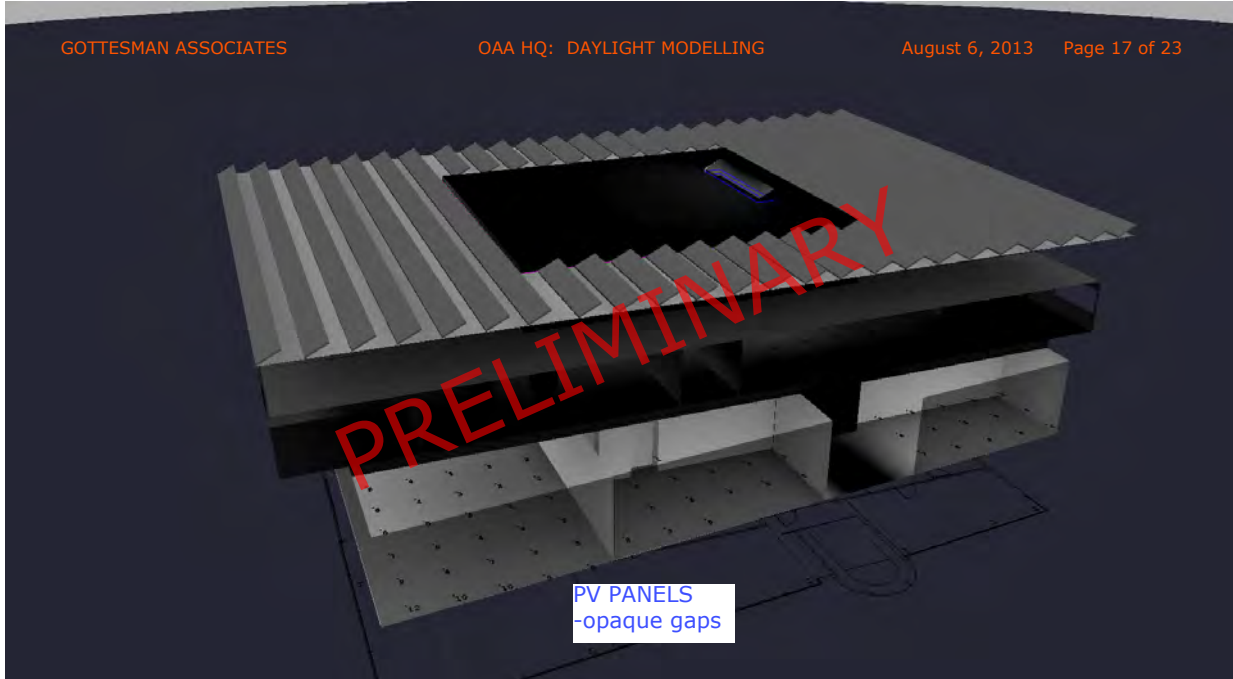 GOTTESMAN ASSOCIATES OAA HQ: DAYLIGHT MODELLING August 6, 2013 Page 17 of 23
PRELIMINARY
PV PANELS
-opaque gaps